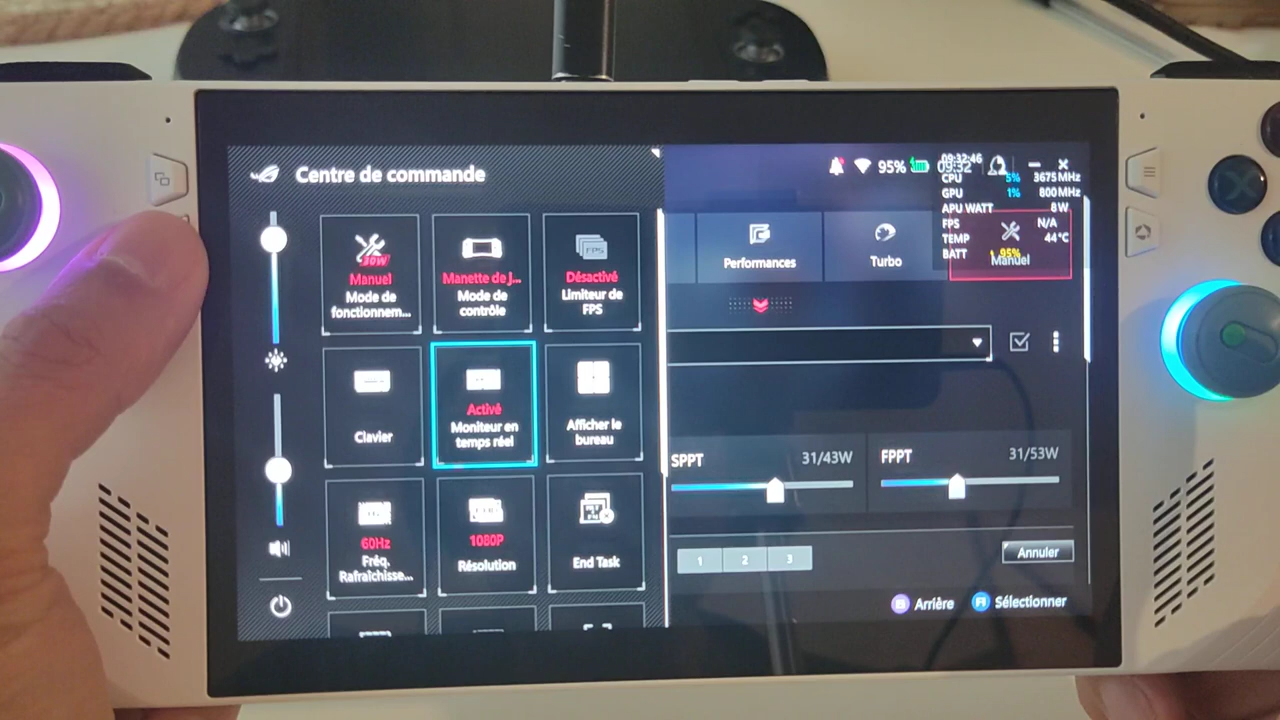 Centre de commande
95%
09:32
09:32:46
CPU 5% 3675 MHz
GPU 1% 800 MHz
APU WATT 8 W
FPS N/A
TEMP 44°C
BATT 95%
30W
Manuel
Mode de
fonctionnem...
Manette de J...
Mode de
contrôle
FPS
Désactivé
Limiteur de
FPS
Performances
Turbo
Manuel
Clavier
Activé
Moniteur en
temps réel
Afficher le
bureau
SPPT 31/43W
FPPT 31/53W
60Hz
Fréq.
Rafraîchisse...
1080P
Résolution
End Task
1 2 3
Annuler
B Arrière
Sélectionner
X